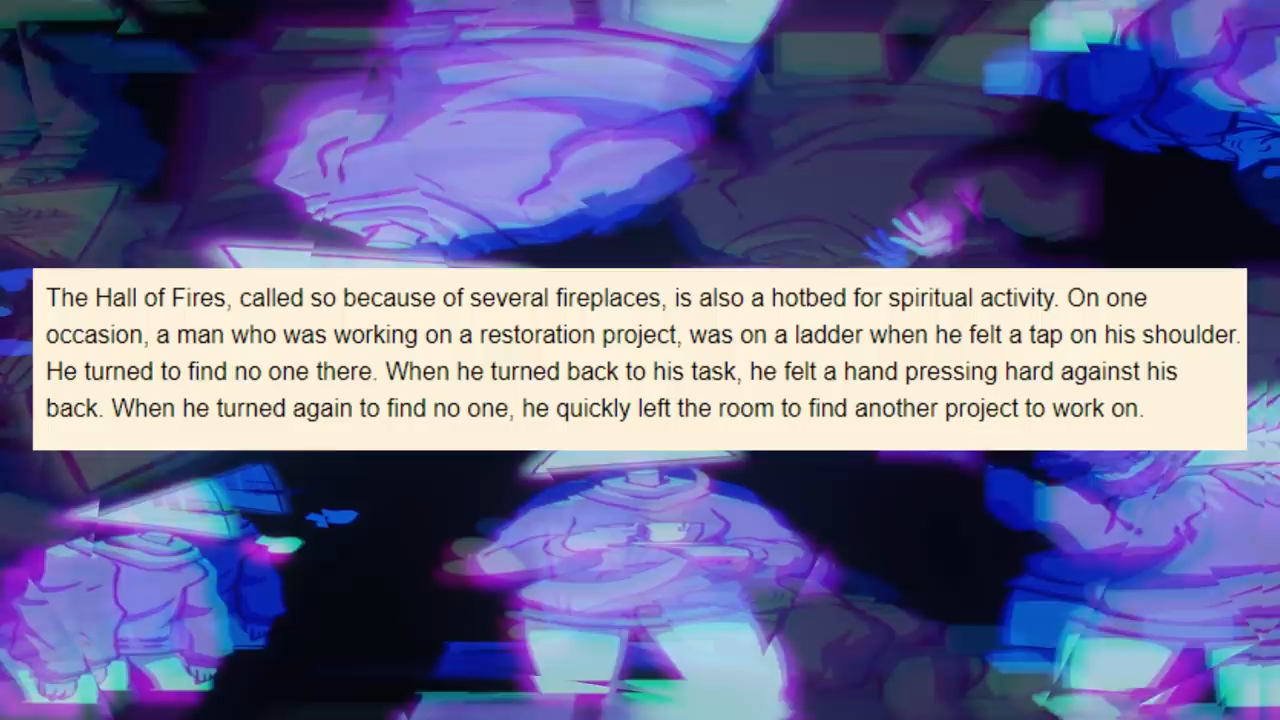 The Hall of Fires, called so because of several fireplaces, is also a hotbed for spiritual activity. On one
occasion, a man who was working on a restoration project, was on a ladder when he felt a tap on his shoulder.
He turned to find no one there. When he turned back to his task, he felt a hand pressing hard against his
back. When he turned again to find no one, he quickly left the room to find another project to work on.